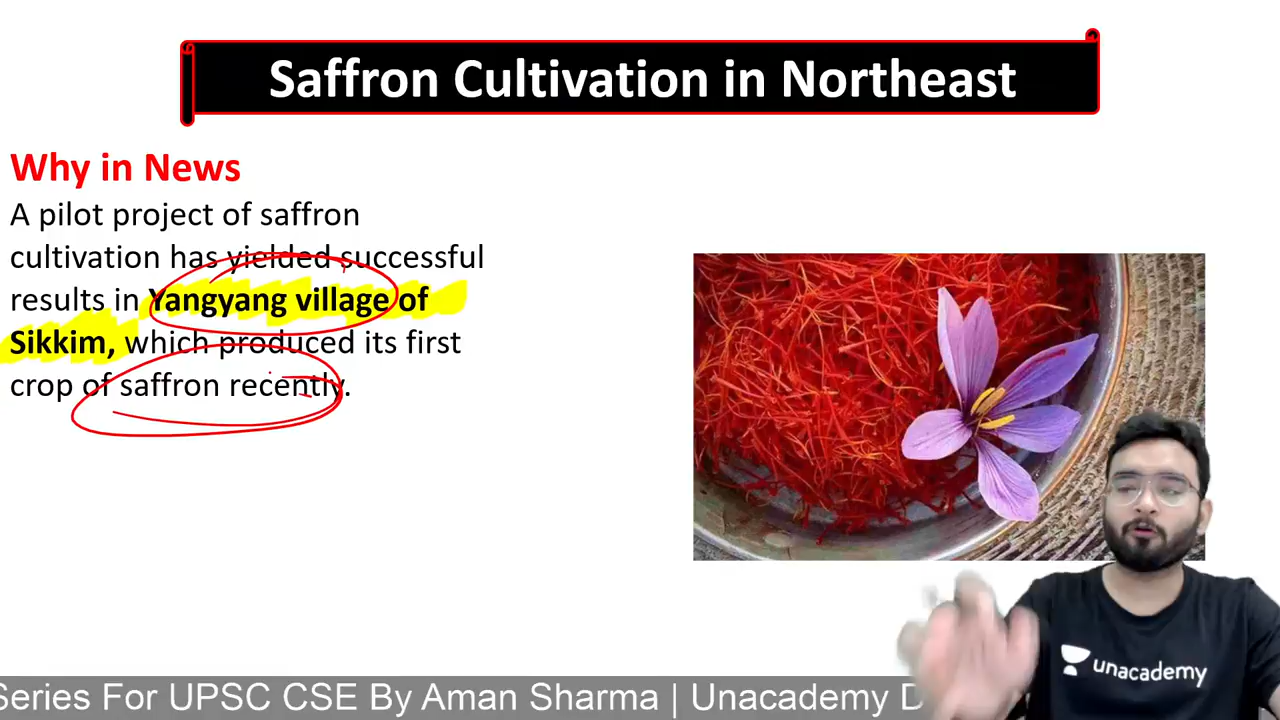 Saffron Cultivation in Northeast
Why in News
A pilot project of saffron
cultivation has yielded successful
results in Yangyang village of
Sikkim, which produced its first
crop of saffron recently.
unacademy
Series For UPSC CSE By Aman Sharma | Unacademy D